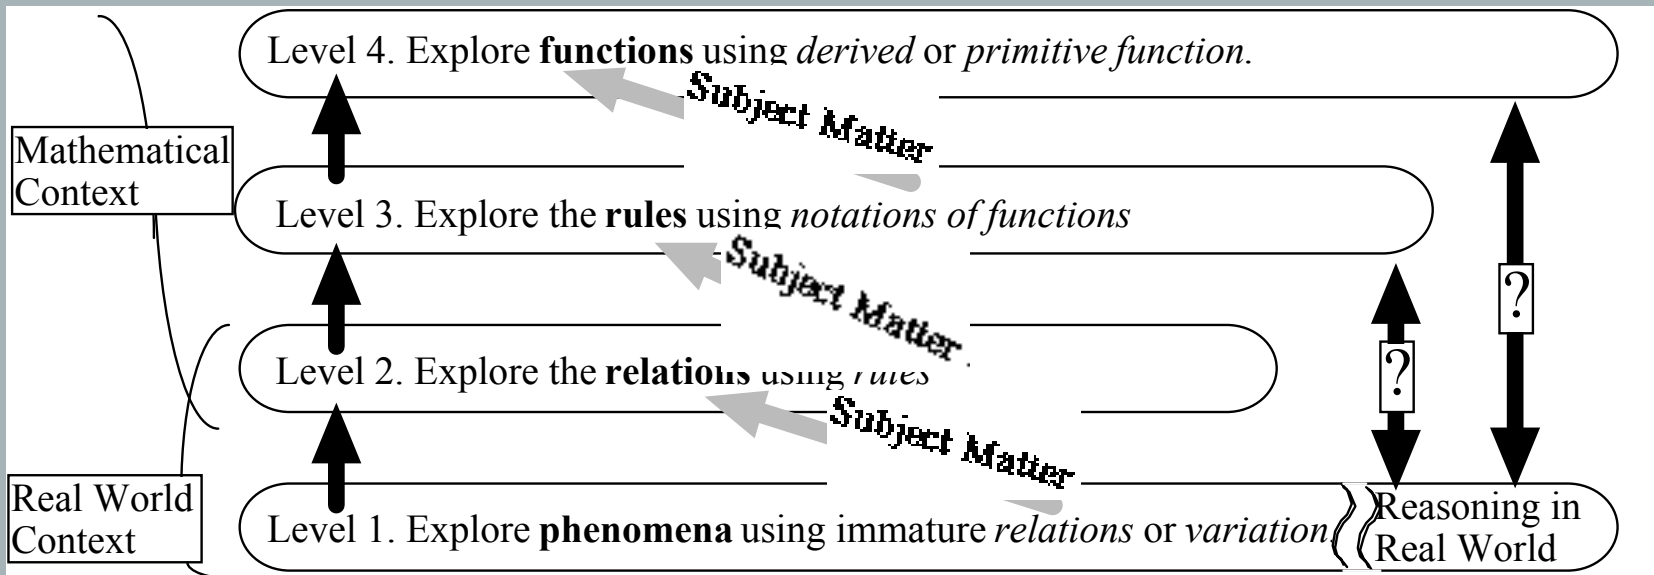 Level 4. Explore functions using derived or primitive function.
Subject Matter
Mathematical
Context
Level 3. Explore the rules using notations of functions
Subject Matter
?
?
Level 2. Explore the relations using rules
Subject Matter
Real World
Context
Level 1. Explore phenomena using immature relations or variation.
Reasoning in
Real World